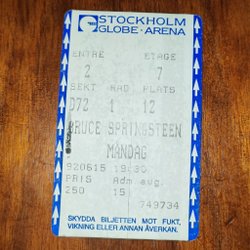 STOCKHOLM
GLOBE·ARENA
ENTRE ETAGE
2 7
SEKT RAD PLATS
D72 1 12
BRUCE SPRINGSTEEN
MÅNDAG
920615 19:30
PRIS Adm avg.
250 15
749734
SKYDDA BILJETTEN MOT FUKT,
VIKNING ELLER ANNAN ÅVERKAN.